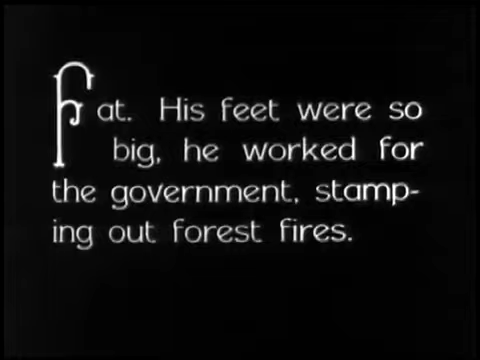 Fat. His feet were so
big, he worked for
the government, stamp-
ing out forest fires.